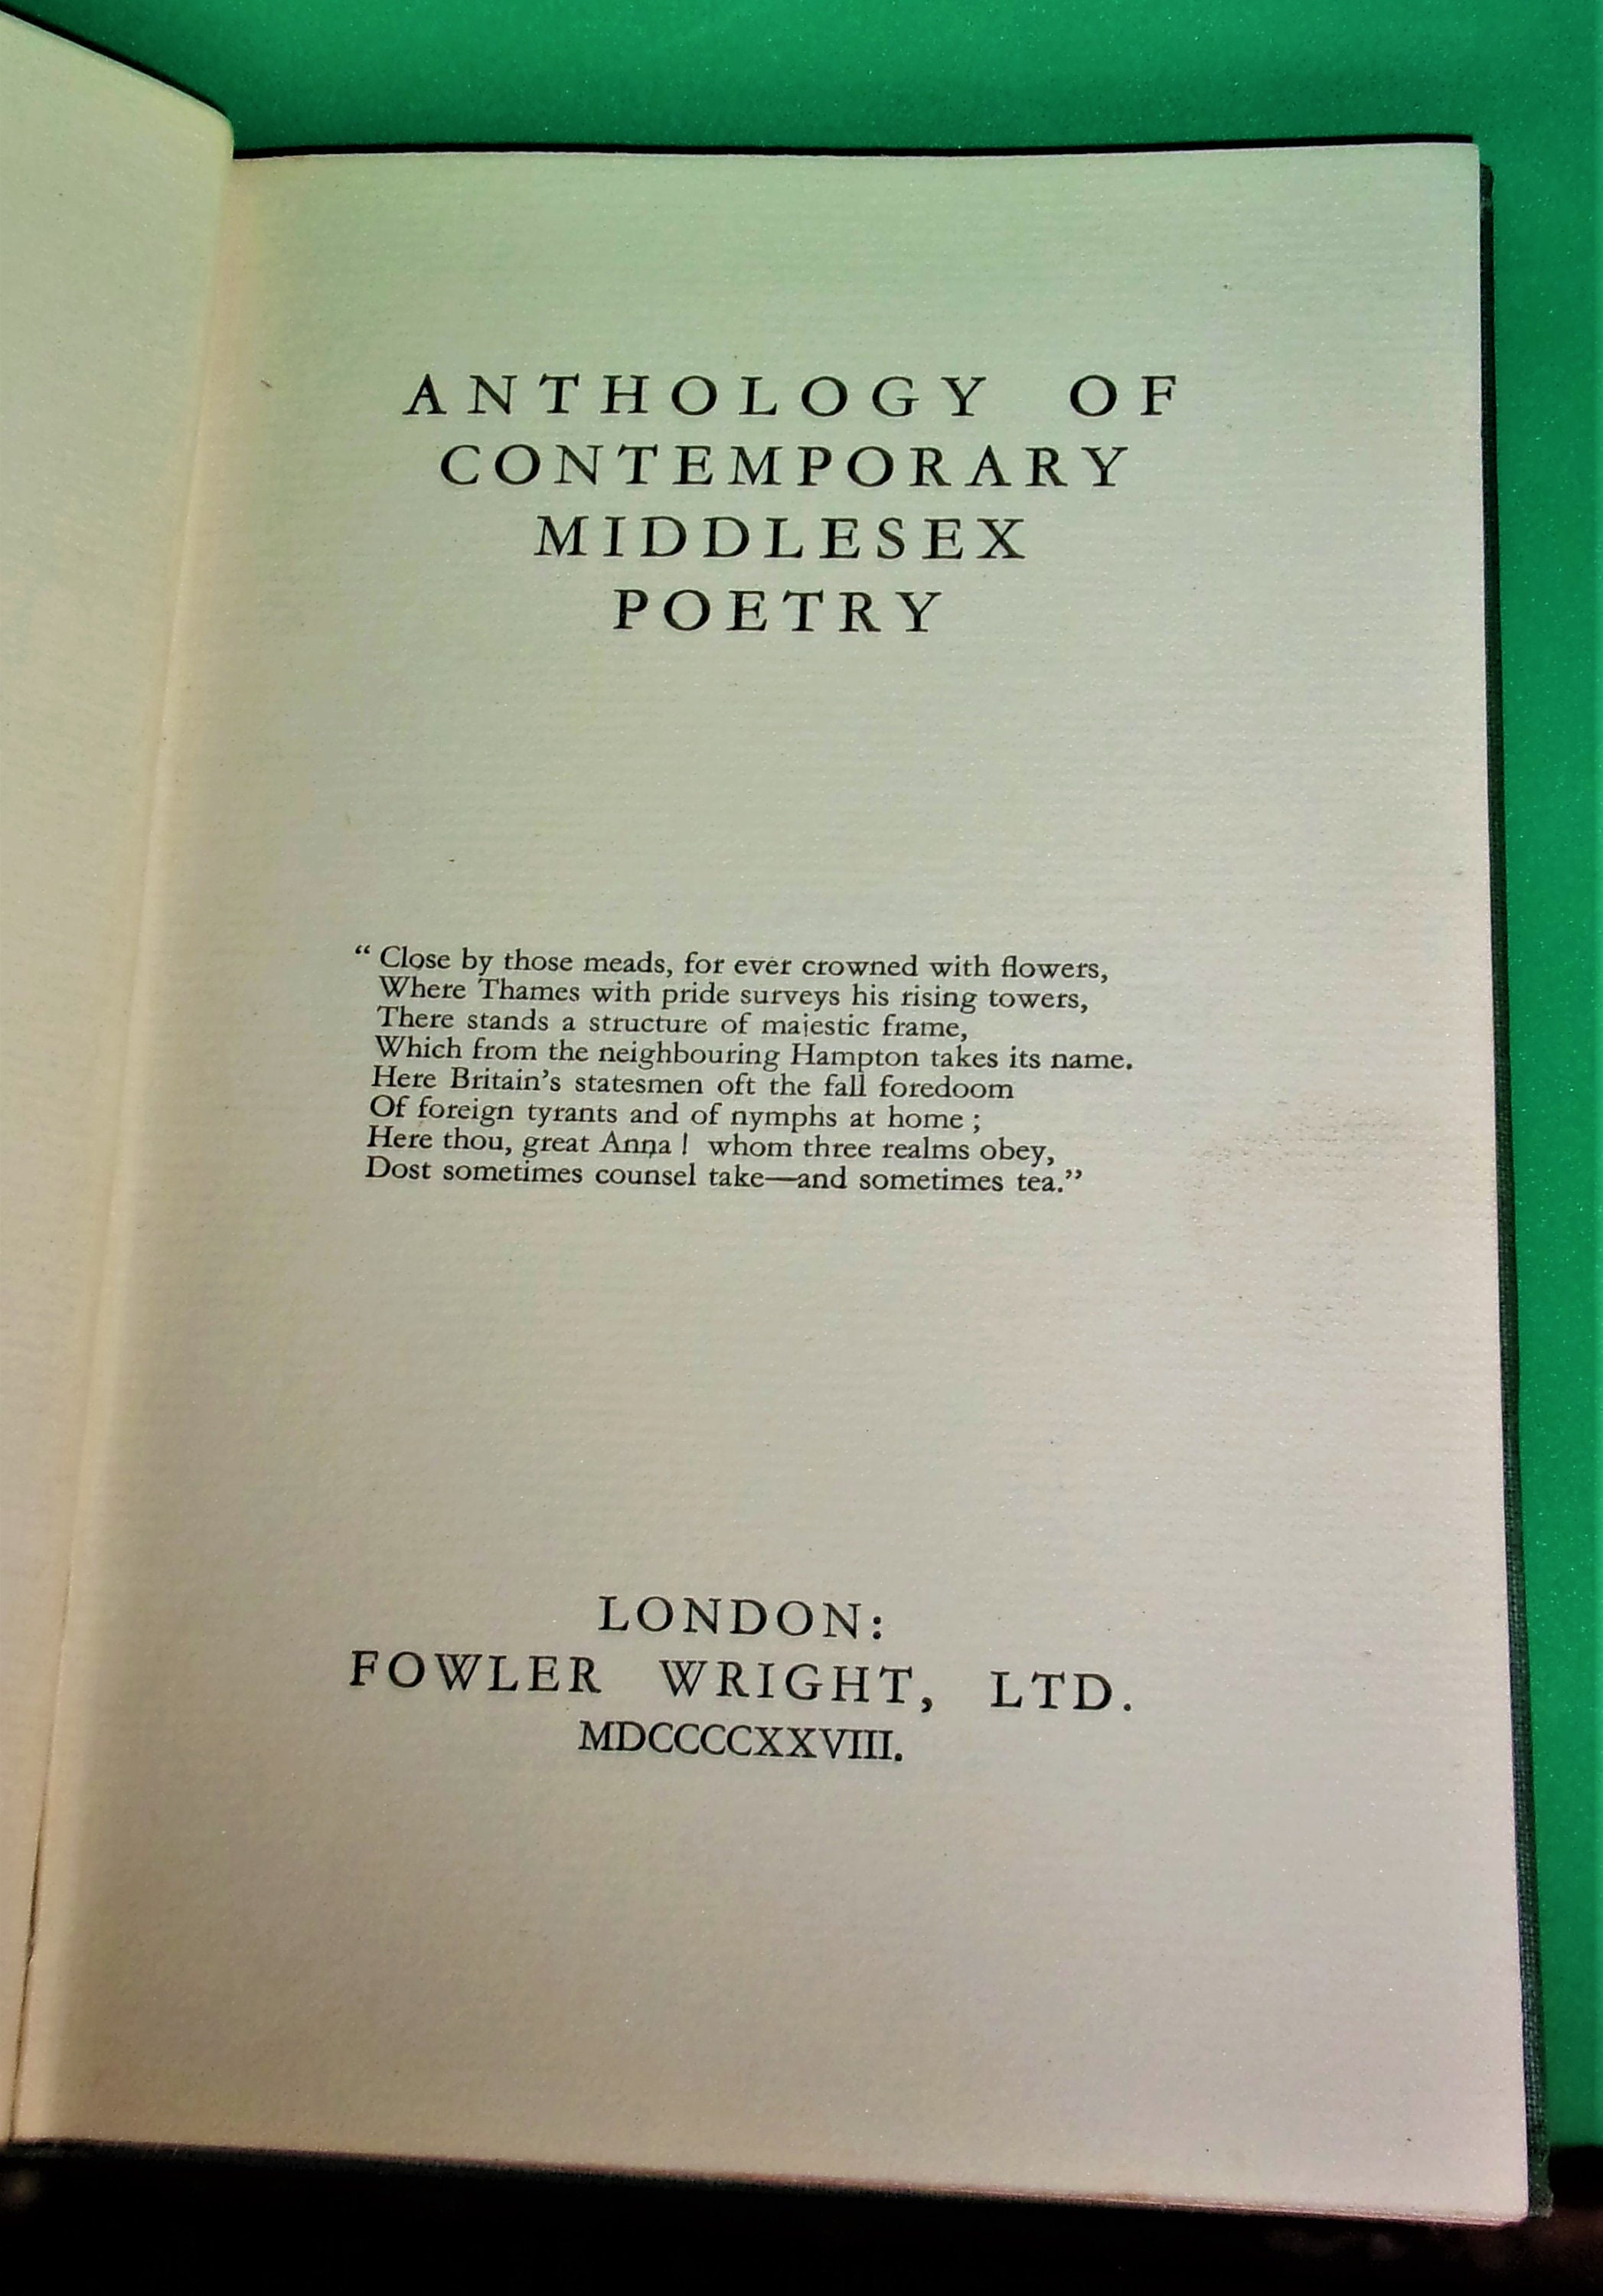 ANTHOLOGY OF
CONTEMPORARY
MIDDLESEX
POETRY
“ Close by those meads, for ever crowned with flowers,
Where Thames with pride surveys his rising towers,
There stands a structure of majestic frame,
Which from the neighbouring Hampton takes its name.
Here Britain’s statesmen oft the fall foredoom
Of foreign tyrants and of nymphs at home ;
Here thou, great Anna ! whom three realms obey,
Dost sometimes counsel take—and sometimes tea.”
LONDON:
FOWLER WRIGHT, LTD.
MDCCCCXXVIII.